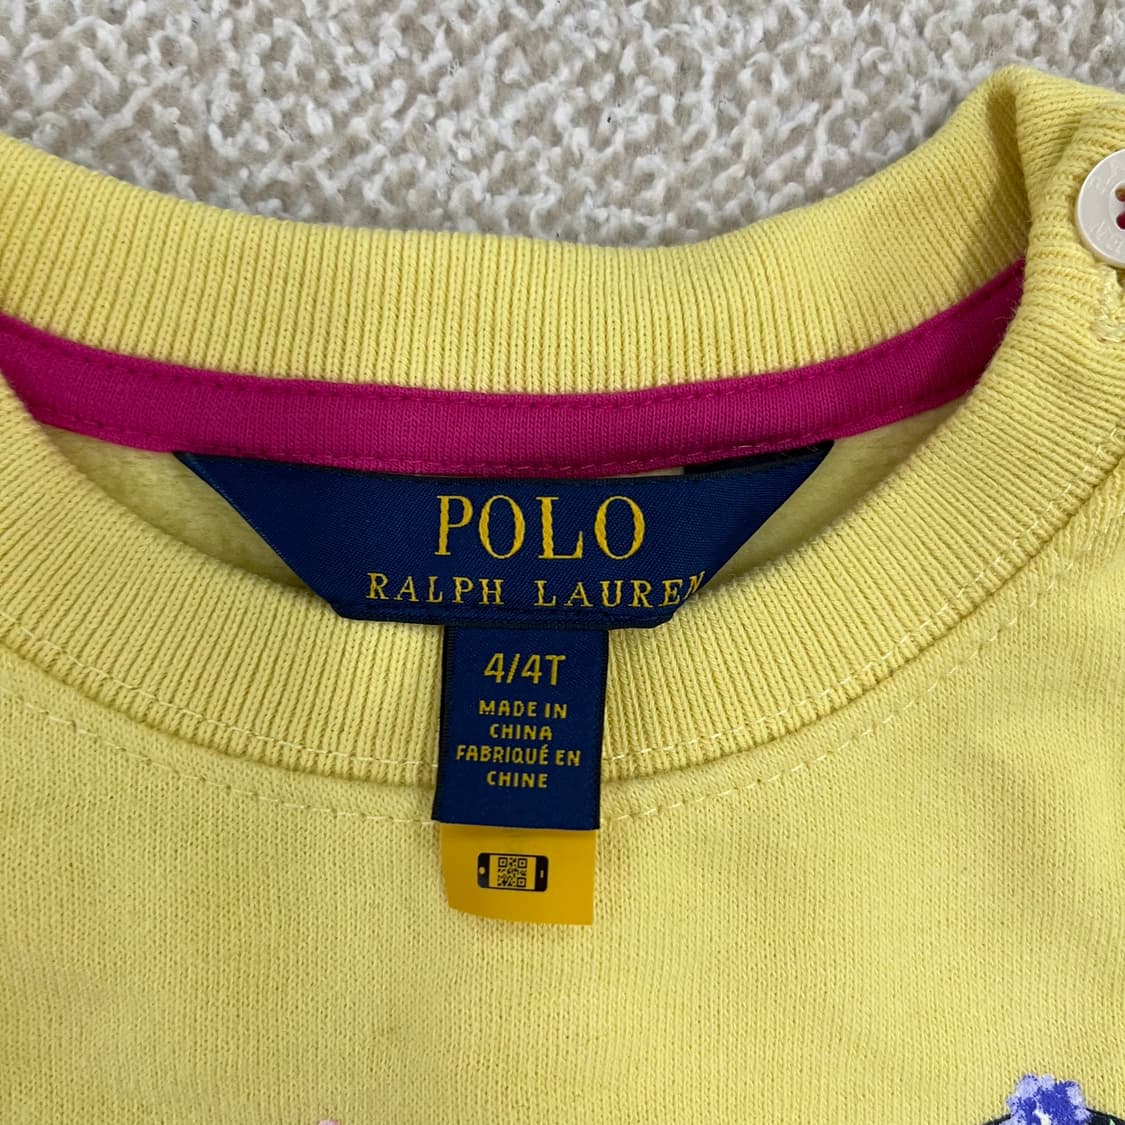 POLO
RALPH LAUREN
4/4T
MADE IN
CHINA
FABRIQUÉ EN
CHINE